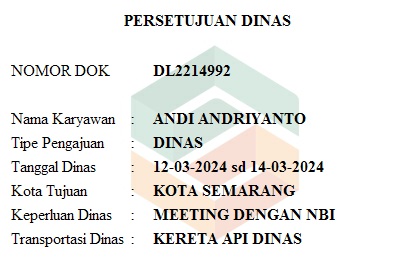 PERSETUJUAN DINAS
NOMOR DOK DL2214992
Nama Karyawan : ANDI ANDRIYANTO
Tipe Pengajuan : DINAS
Tanggal Dinas : 12-03-2024 sd 14-03-2024
Kota Tujuan : KOTA SEMARANG
Keperluan Dinas : MEETING DENGAN NBI
Transportasi Dinas : KERETA API DINAS